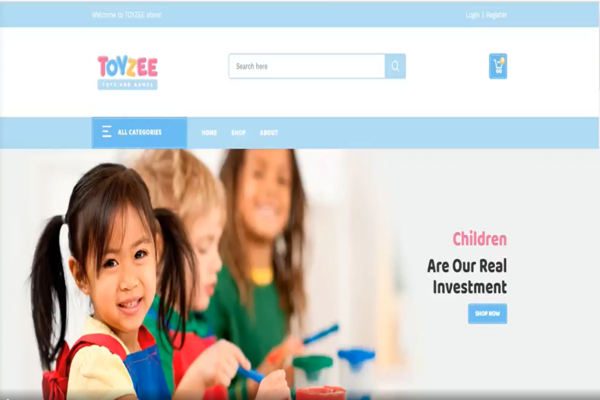 Welcome to TOYZEE store!
Login | Register
TOYZEE
TOYS AND GAMES
Search here
ALL CATEGORIES
HOME
SHOP
ABOUT
Children
Are Our Real
Investment
SHOP NOW